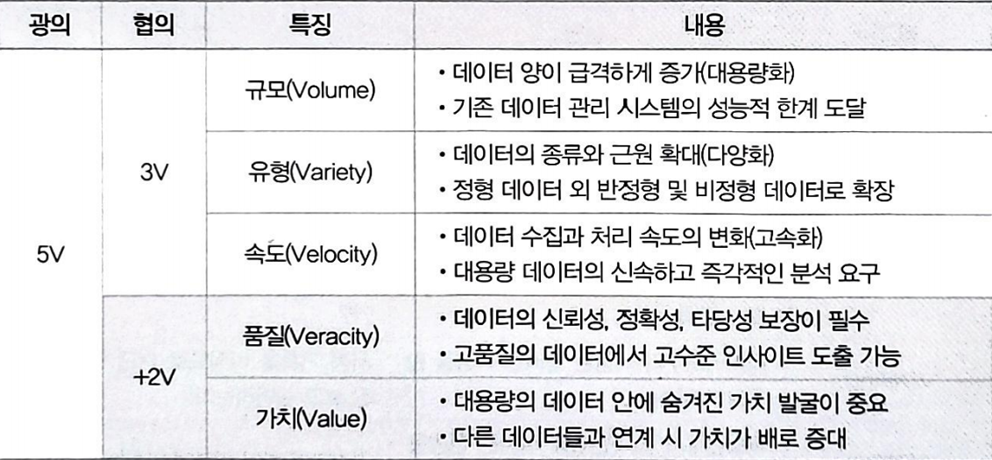 광의 협의 특징 내용
규모(Volume)
• 데이터 양이 급격하게 증가(대용량화)
• 기존 데이터 관리 시스템의 성능적 한계 도달
3V
유형(Variety)
• 데이터의 종류와 근원 확대(다양화)
• 정형 데이터 외 반정형 및 비정형 데이터로 확장
5V
속도(Velocity)
• 데이터 수집과 처리 속도의 변화(고속화)
• 대용량 데이터의 신속하고 즉각적인 분석 요구
+2V
품질(Veracity)
• 데이터의 신뢰성, 정확성, 타당성 보장이 필수
• 고품질의 데이터에서 고수준 인사이트 도출 가능
가치(Value)
• 대용량의 데이터 안에 숨겨진 가치 발굴이 중요
• 다른 데이터들과 연계 시 가치가 배로 증대